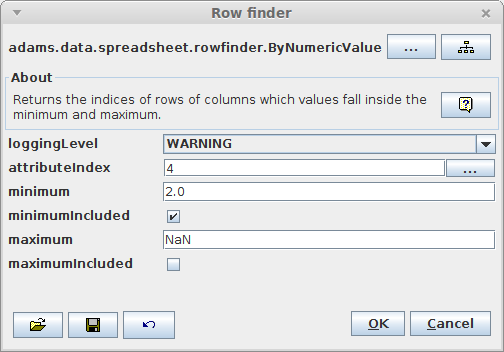 Row finder
adams.data.spreadsheet.rowfinder.ByNumericValue ...
About
Returns the indices of rows of columns which values fall inside the
minimum and maximum.
loggingLevel WARNING
attributeIndex 4 ...
minimum 2.0
minimumIncluded
maximum NaN
maximumIncluded
OK Cancel